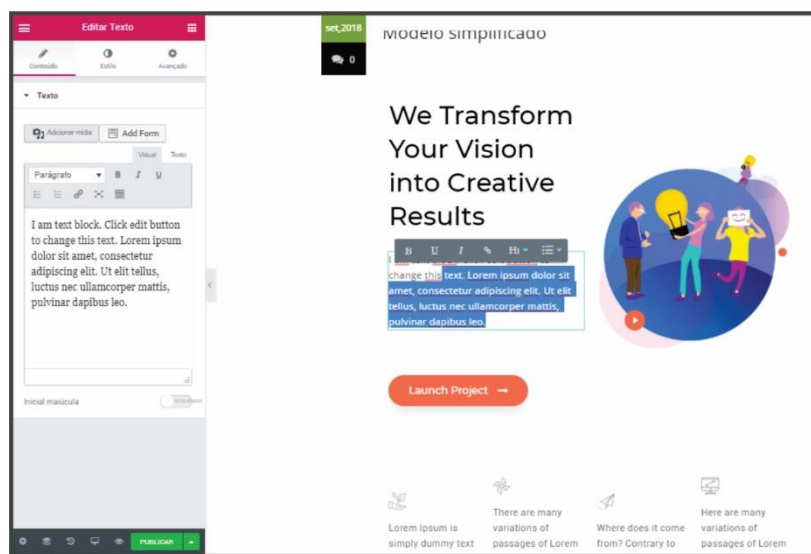 Editar Texto
Conteúdo
Estilo
Avançado
Texto
Adicionar mídia
Add Form
Visual
Texto
Parágrafo
B
I
U
I am text block. Click edit button
to change this text. Lorem ipsum
dolor sit amet, consectetur
adipiscing elit. Ut elit tellus,
luctus nec ullamcorper mattis,
pulvinar dapibus leo.
Inicial maiúcula
PUBLICAR
set,2018
0
Modelo simplificado
We Transform
Your Vision
into Creative
Results
B
U
I
H1
change this text. Lorem ipsum dolor sit
amet, consectetur adipiscing elit. Ut elit
tellus, luctus nec ullamcorper mattis,
pulvinar dapibus leo.
Launch Project →
Lorem Ipsum is
simply dummy text
There are many
variations of
passages of Lorem
Where does it come
from? Contrary to
Here are many
variations of
passages of Lorem